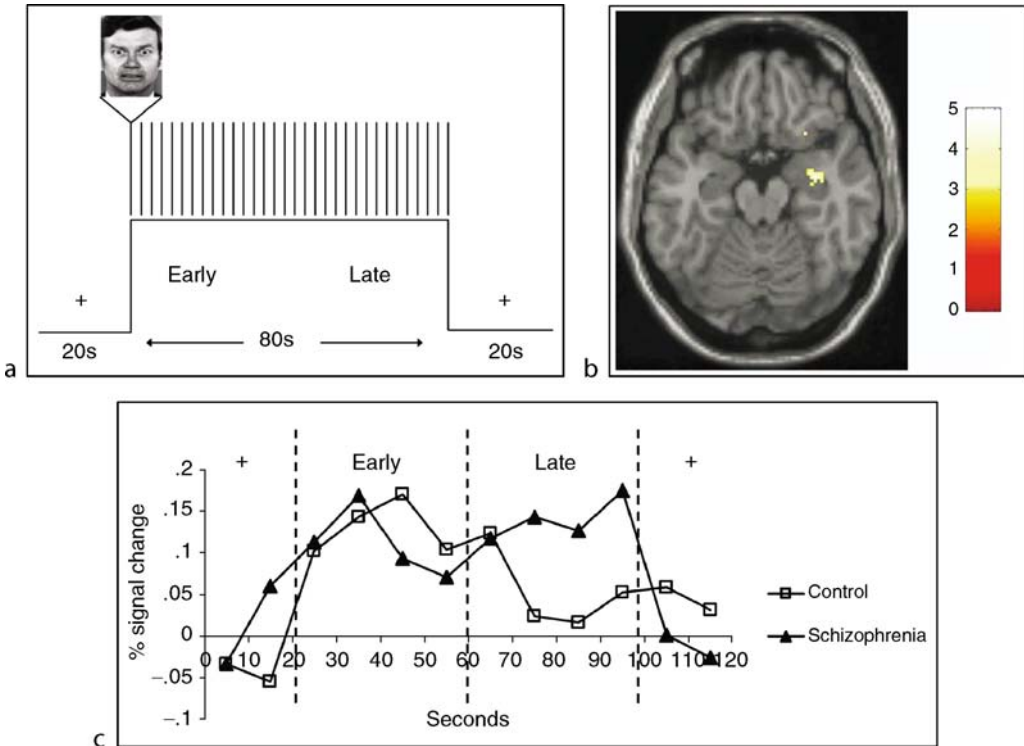 Early Late
+ +
20s 80s 20s
a
5
4
3
2
1
0
b
+ Early Late +
.2
.15
.1
.05
0
−.05
−.1
% signal change
0 10 20 30 40 50 60 70 80 90 100 110 120
Seconds
Control
Schizophrenia
c